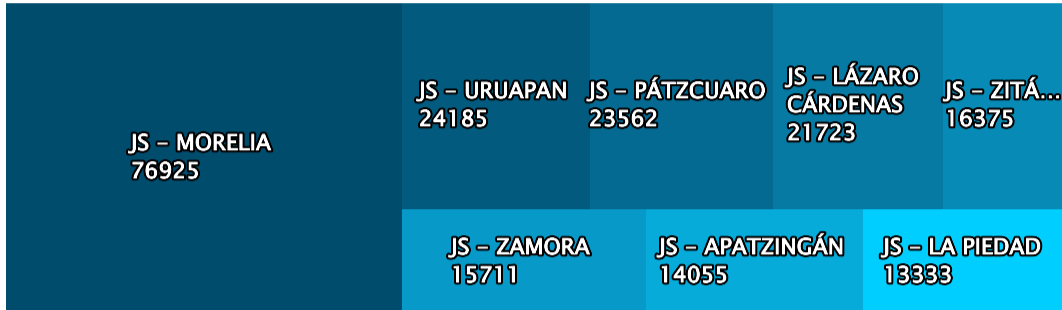 JS – MORELIA
76925
JS – URUAPAN
24185
JS – PÁTZCUARO
23562
JS – LÁZARO
CÁRDENAS
21723
JS – ZITÁ...
16375
JS – ZAMORA
15711
JS – APATZINGÁN
14055
JS – LA PIEDAD
13333